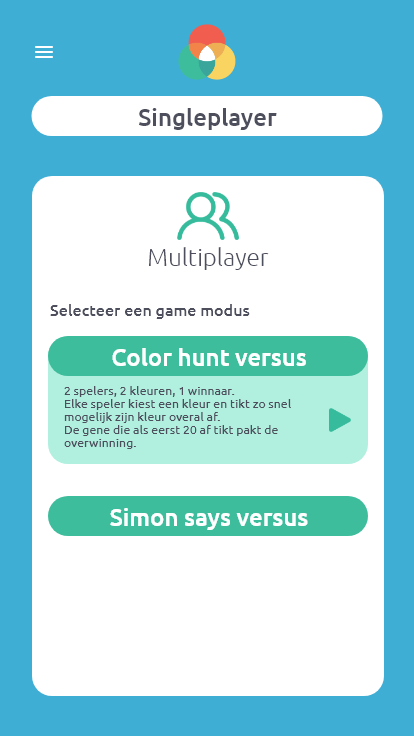 Singleplayer
Multiplayer
Selecteer een game modus
Color hunt versus
2 spelers, 2 kleuren, 1 winnaar.
Elke speler kiest een kleur en tikt zo snel
mogelijk zijn kleur overal af.
De gene die als eerst 20 af tikt pakt de
overwinning.
Simon says versus